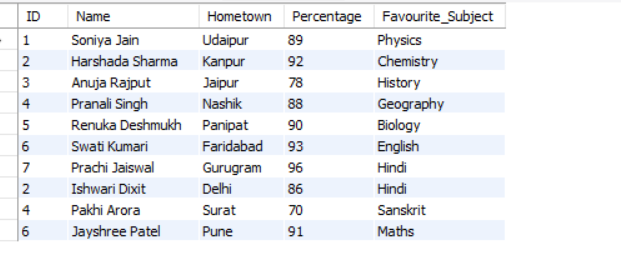 ID Name Hometown Percentage Favourite_Subject
1 Soniya Jain Udaipur 89 Physics
2 Harshada Sharma Kanpur 92 Chemistry
3 Anuja Rajput Jaipur 78 History
4 Pranali Singh Nashik 88 Geography
5 Renuka Deshmukh Panipat 90 Biology
6 Swati Kumari Faridabad 93 English
7 Prachi Jaiswal Gurugram 96 Hindi
2 Ishwari Dixit Delhi 86 Hindi
4 Pakhi Arora Surat 70 Sanskrit
6 Jayshree Patel Pune 91 Maths